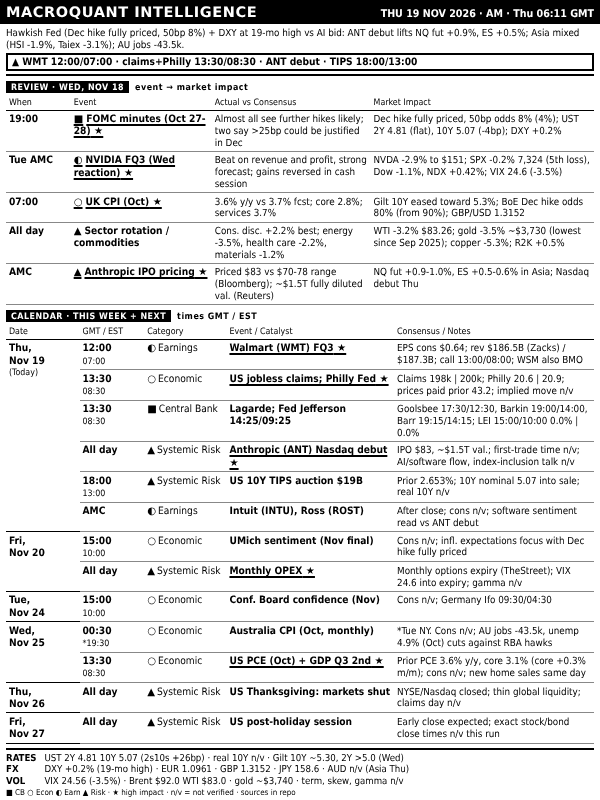 MACROQUANT INTELLIGENCE
THU 19 NOV 2026 · AM · Thu 06:11 GMT
Hawkish Fed (Dec hike fully priced, 50bp 8%) + DXY at 19-mo high vs AI bid: ANT debut lifts NQ fut +0.9%, ES +0.5%; Asia mixed
(HSI -1.9%, Taiex -3.1%); AU jobs -43.5k.
▲ WMT 12:00/07:00 · claims+Philly 13:30/08:30 · ANT debut · TIPS 18:00/13:00
REVIEW · WED, NOV 18 event → market impact
When Event Actual vs Consensus Market Impact
19:00 ■ FOMC minutes (Oct 27-28) ★ Almost all see further hikes likely; two say >25bp could be justified in Dec Dec hike fully priced, 50bp odds 8% (4%); UST 2Y 4.81 (flat), 10Y 5.07 (-4bp); DXY +0.2%
Tue AMC ◐ NVIDIA FQ3 (Wed reaction) ★ Beat on revenue and profit, strong forecast; gains reversed in cash session NVDA -2.9% to $151; SPX -0.2% 7,324 (5th loss), Dow -1.1%, NDX +0.42%; VIX 24.6 (-3.5%)
07:00 ○ UK CPI (Oct) ★ 3.6% y/y vs 3.7% fcst; core 2.8%; services 3.7% Gilt 10Y eased toward 5.3%; BoE Dec hike odds 80% (from 90%); GBP/USD 1.3152
All day ▲ Sector rotation / commodities Cons. disc. +2.2% best; energy -3.5%, health care -2.2%, materials -1.2% WTI -3.2% $83.26; gold -3.5% ~$3,730 (lowest since Sep 2025); copper -5.3%; R2K +0.5%
AMC ▲ Anthropic IPO pricing ★ Priced $83 vs $70-78 range (Bloomberg); ~$1.5T fully diluted val. (Reuters) NQ fut +0.9-1.0%, ES +0.5-0.6% in Asia; Nasdaq debut Thu
CALENDAR · THIS WEEK + NEXT times GMT / EST
Date GMT / EST Category Event / Catalyst Consensus / Notes
Thu, Nov 19 (Today) 12:00 07:00 ◐ Earnings Walmart (WMT) FQ3 ★ EPS cons $0.64; rev $186.5B (Zacks) / $187.3B; call 13:00/08:00; WSM also BMO
13:30 08:30 ○ Economic US jobless claims; Philly Fed ★ Claims 198k | 200k; Philly 20.6 | 20.9; prices paid prior 43.2; implied move n/v
13:30 08:30 ■ Central Bank Lagarde; Fed Jefferson 14:25/09:25 Goolsbee 17:30/12:30, Barkin 19:00/14:00, Barr 19:15/14:15; LEI 15:00/10:00 0.0% | 0.0%
All day ▲ Systemic Risk Anthropic (ANT) Nasdaq debut ★ IPO $83, ~$1.5T val.; first-trade time n/v; AI/software flow, index-inclusion talk n/v
18:00 13:00 ▲ Systemic Risk US 10Y TIPS auction $19B Prior 2.653%; 10Y nominal 5.07 into sale; real 10Y n/v
AMC ◐ Earnings Intuit (INTU), Ross (ROST) After close; cons n/v; software sentiment read vs ANT debut
Fri, Nov 20 15:00 10:00 ○ Economic UMich sentiment (Nov final) Cons n/v; infl. expectations focus with Dec hike fully priced
All day ▲ Systemic Risk Monthly OPEX ★ Monthly options expiry (TheStreet); VIX 24.6 into expiry; gamma n/v
Tue, Nov 24 15:00 10:00 ○ Economic Conf. Board confidence (Nov) Cons n/v; Germany Ifo 09:30/04:30
Wed, Nov 25 00:30 *19:30 ○ Economic Australia CPI (Oct, monthly) *Tue NY. Cons n/v; AU jobs -43.5k, unemp 4.9% (Oct) cuts against RBA hawks
13:30 08:30 ○ Economic US PCE (Oct) + GDP Q3 2nd ★ Prior PCE 3.6% y/y, core 3.1% (core +0.3% m/m); cons n/v; new home sales same day
Thu, Nov 26 All day ▲ Systemic Risk US Thanksgiving: markets shut NYSE/Nasdaq closed; thin global liquidity; claims day n/v
Fri, Nov 27 All day ▲ Systemic Risk US post-holiday session Early close expected; exact stock/bond close times n/v this run
RATES UST 2Y 4.81 10Y 5.07 (2s10s +26bp) · real 10Y n/v · Gilt 10Y ~5.30, 2Y >5.0 (Wed)
FX DXY +0.2% (19-mo high) · EUR 1.0961 · GBP 1.3152 · JPY 158.6 · AUD n/v (Asia Thu)
VOL VIX 24.56 (-3.5%) · Brent $92.0 WTI $83.0 · gold ~$3,740 · term, skew, gamma n/v
■ CB ○ Econ ◐ Earn ▲ Risk · ★ high impact · n/v = not verified · sources in repo